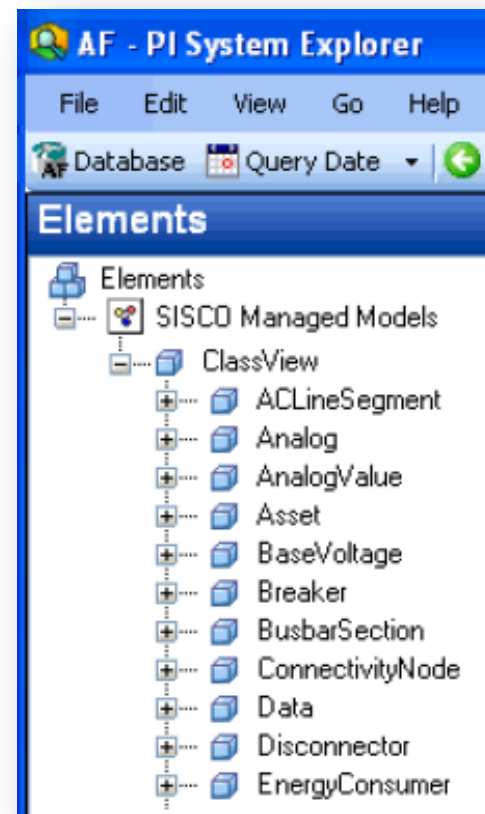 AF - PI System Explorer
File Edit View Go Help
AF Database Query Date
Elements
Elements
SISCO Managed Models
ClassView
ACLineSegment
Analog
AnalogValue
Asset
BaseVoltage
Breaker
BusbarSection
ConnectivityNode
Data
Disconnector
EnergyConsumer